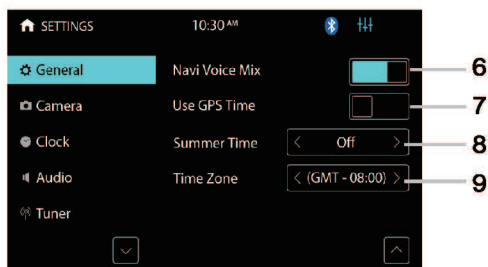 SETTINGS 10:30 AM
General Navi Voice Mix 6
Camera Use GPS Time 7
Clock Summer Time < Off > 8
Audio Time Zone < (GMT - 08:00) > 9
Tuner